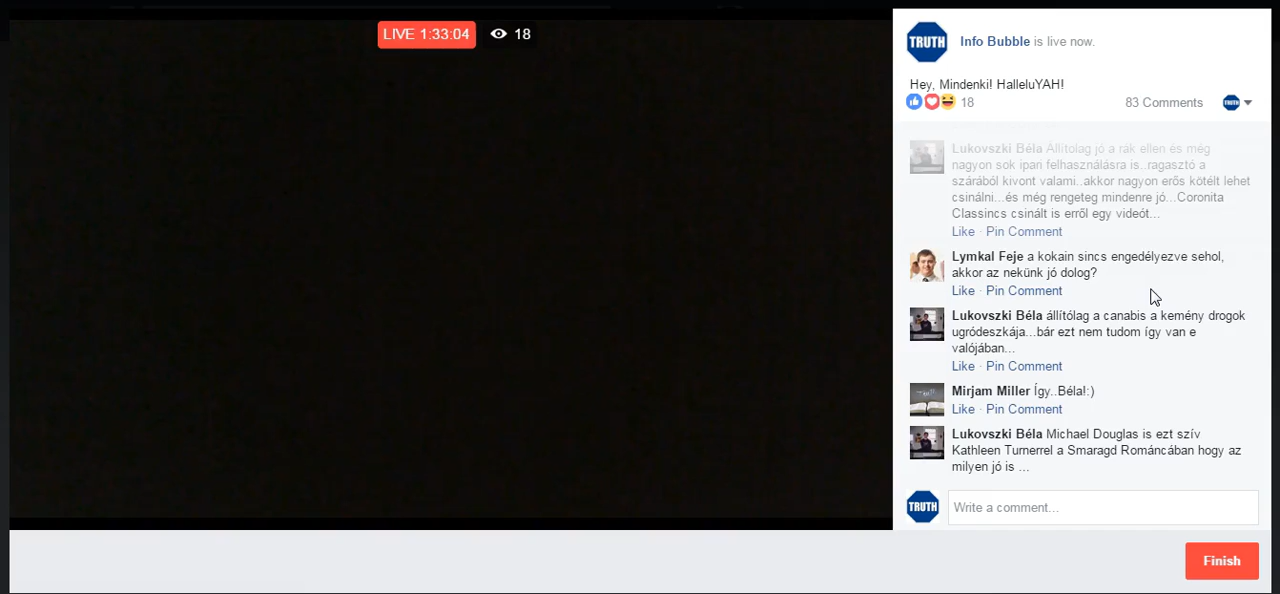 LIVE 1:33:04
18
TRUTH
Info Bubble is live now.
Hey, Mindenki! HalleluYAH!
18
83 Comments
TRUTH
Lukovszki Béla Állítolag jó a rák ellen és még
nagyon sok ipari felhasználásra is..ragasztó a
szárából kivont valami..akkor nagyon erős kötélt lehet
csinálni...és még rengeteg mindenre jó...Coronita
Classincs csinált is erről egy videót...
Like · Pin Comment
Lymkal Feje a kokain sincs engedélyezve sehol,
akkor az nekünk jó dolog?
Like · Pin Comment
Lukovszki Béla állítólag a canabis a kemény drogok
ugródeszkája...bár ezt nem tudom így van e
valójában...
Like · Pin Comment
Mirjam Miller Így..Béla!:)
Like · Pin Comment
Lukovszki Béla Michael Douglas is ezt szív
Kathleen Turnerrel a Smaragd Románcában hogy az
milyen jó is ...
TRUTH
Write a comment...
Finish